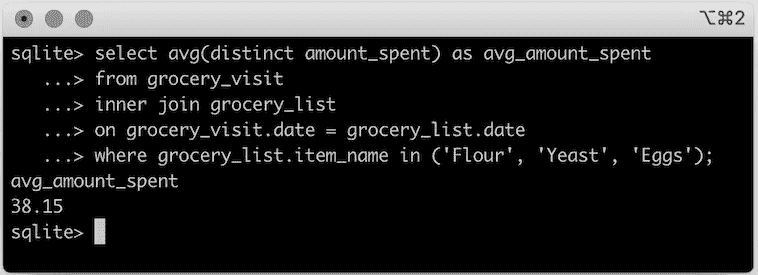 ⌥⌘2
sqlite> select avg(distinct amount_spent) as avg_amount_spent
   ...> from grocery_visit
   ...> inner join grocery_list
   ...> on grocery_visit.date = grocery_list.date
   ...> where grocery_list.item_name in ('Flour', 'Yeast', 'Eggs');
avg_amount_spent
38.15
sqlite>